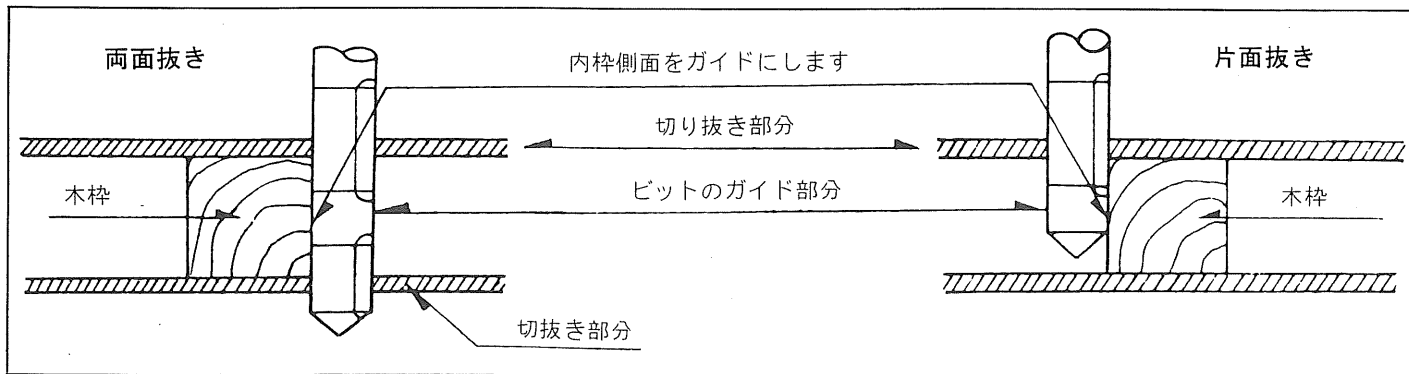 両面抜き
片面抜き
内枠側面をガイドにします
切り抜き部分
木枠
ビットのガイド部分
木枠
切抜き部分